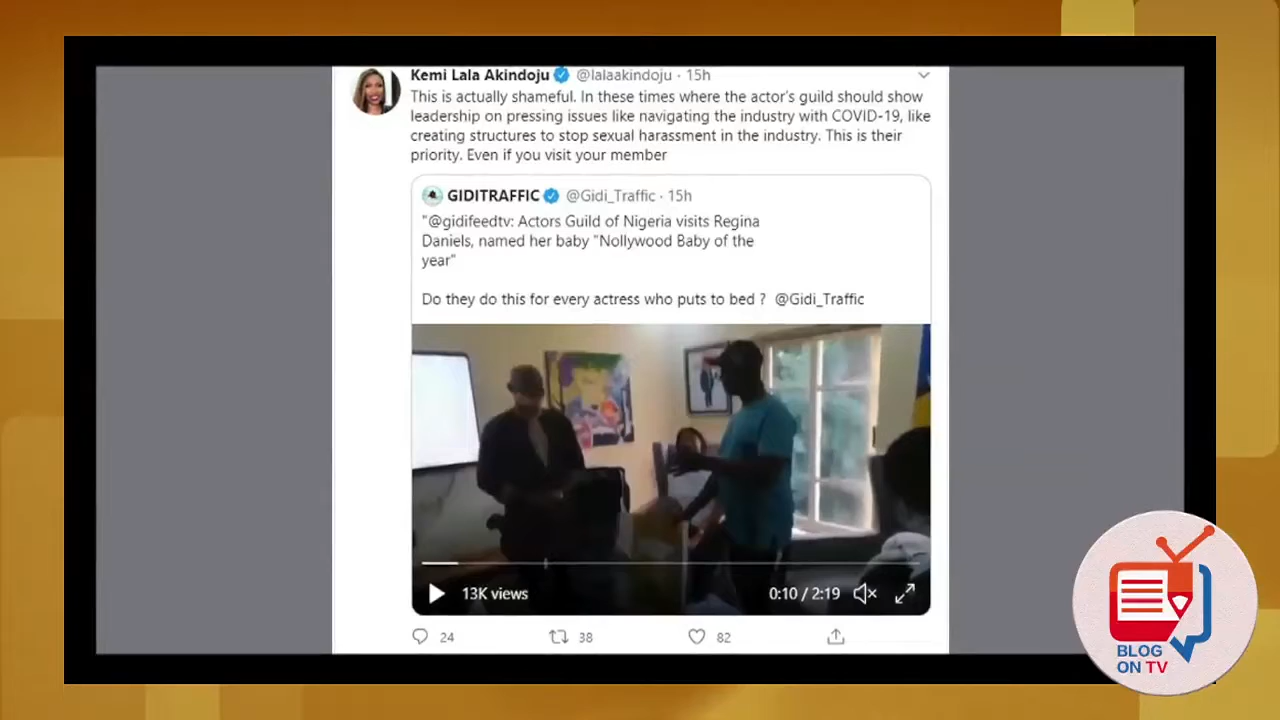 Kemi Lala Akindoju @lalaakindoju · 15h
This is actually shameful. In these times where the actor's guild should show
leadership on pressing issues like navigating the industry with COVID-19, like
creating structures to stop sexual harassment in the industry. This is their
priority. Even if you visit your member
GIDITRAFFIC @Gidi_Traffic · 15h
"@gidifeedtv: Actors Guild of Nigeria visits Regina
Daniels, named her baby "Nollywood Baby of the
year"
Do they do this for every actress who puts to bed ? @Gidi_Traffic
13K views 0:10 / 2:19
24 38 82
BLOG
ON TV